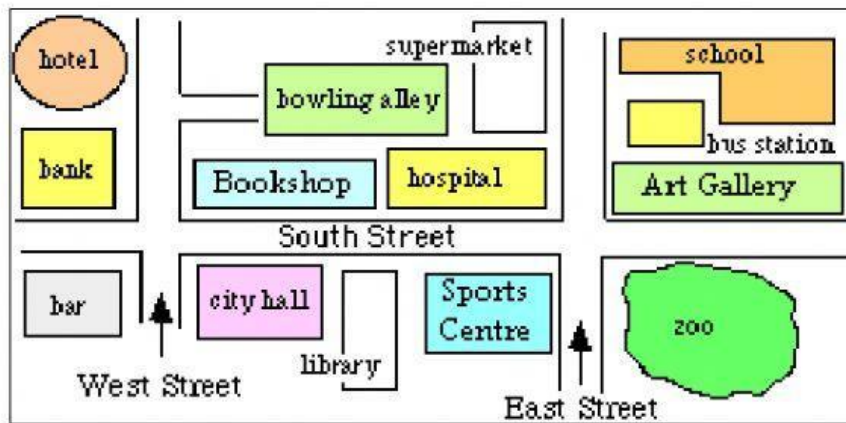 hotel
supermarket
school
bowling alley
bus station
bank
Bookshop
hospital
Art Gallery
South Street
bar
city hall
Sports
Centre
zoo
library
West Street
East Street